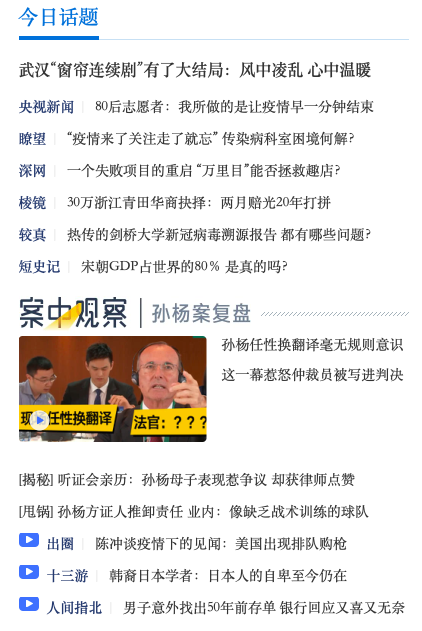 今日话题
武汉“窗帘连续剧”有了大结局：风中凌乱 心中温暖
央视新闻 80后志愿者：我所做的是让疫情早一分钟结束
瞭望 “疫情来了关注走了就忘” 传染病科室困境何解?
深网 一个失败项目的重启 “万里目”能否拯救趣店?
棱镜 30万浙江青田华商抉择：两月赔光20年打拼
较真 热传的剑桥大学新冠病毒溯源报告 都有哪些问题?
短史记 宋朝GDP占世界的80% 是真的吗?
案中观察 孙杨案复盘
孙杨任性换翻译毫无规则意识
这一幕惹怒仲裁员被写进判决
现 任性换翻译
法官：？？？
[揭秘] 听证会亲历：孙杨母子表现惹争议 却获律师点赞
[甩锅] 孙杨方证人推卸责任 业内：像缺乏战术训练的球队
出圈 陈冲谈疫情下的见闻：美国出现排队购枪
十三游 韩裔日本学者：日本人的自卑至今仍在
人间指北 男子意外找出50年前存单 银行回应又喜又无奈